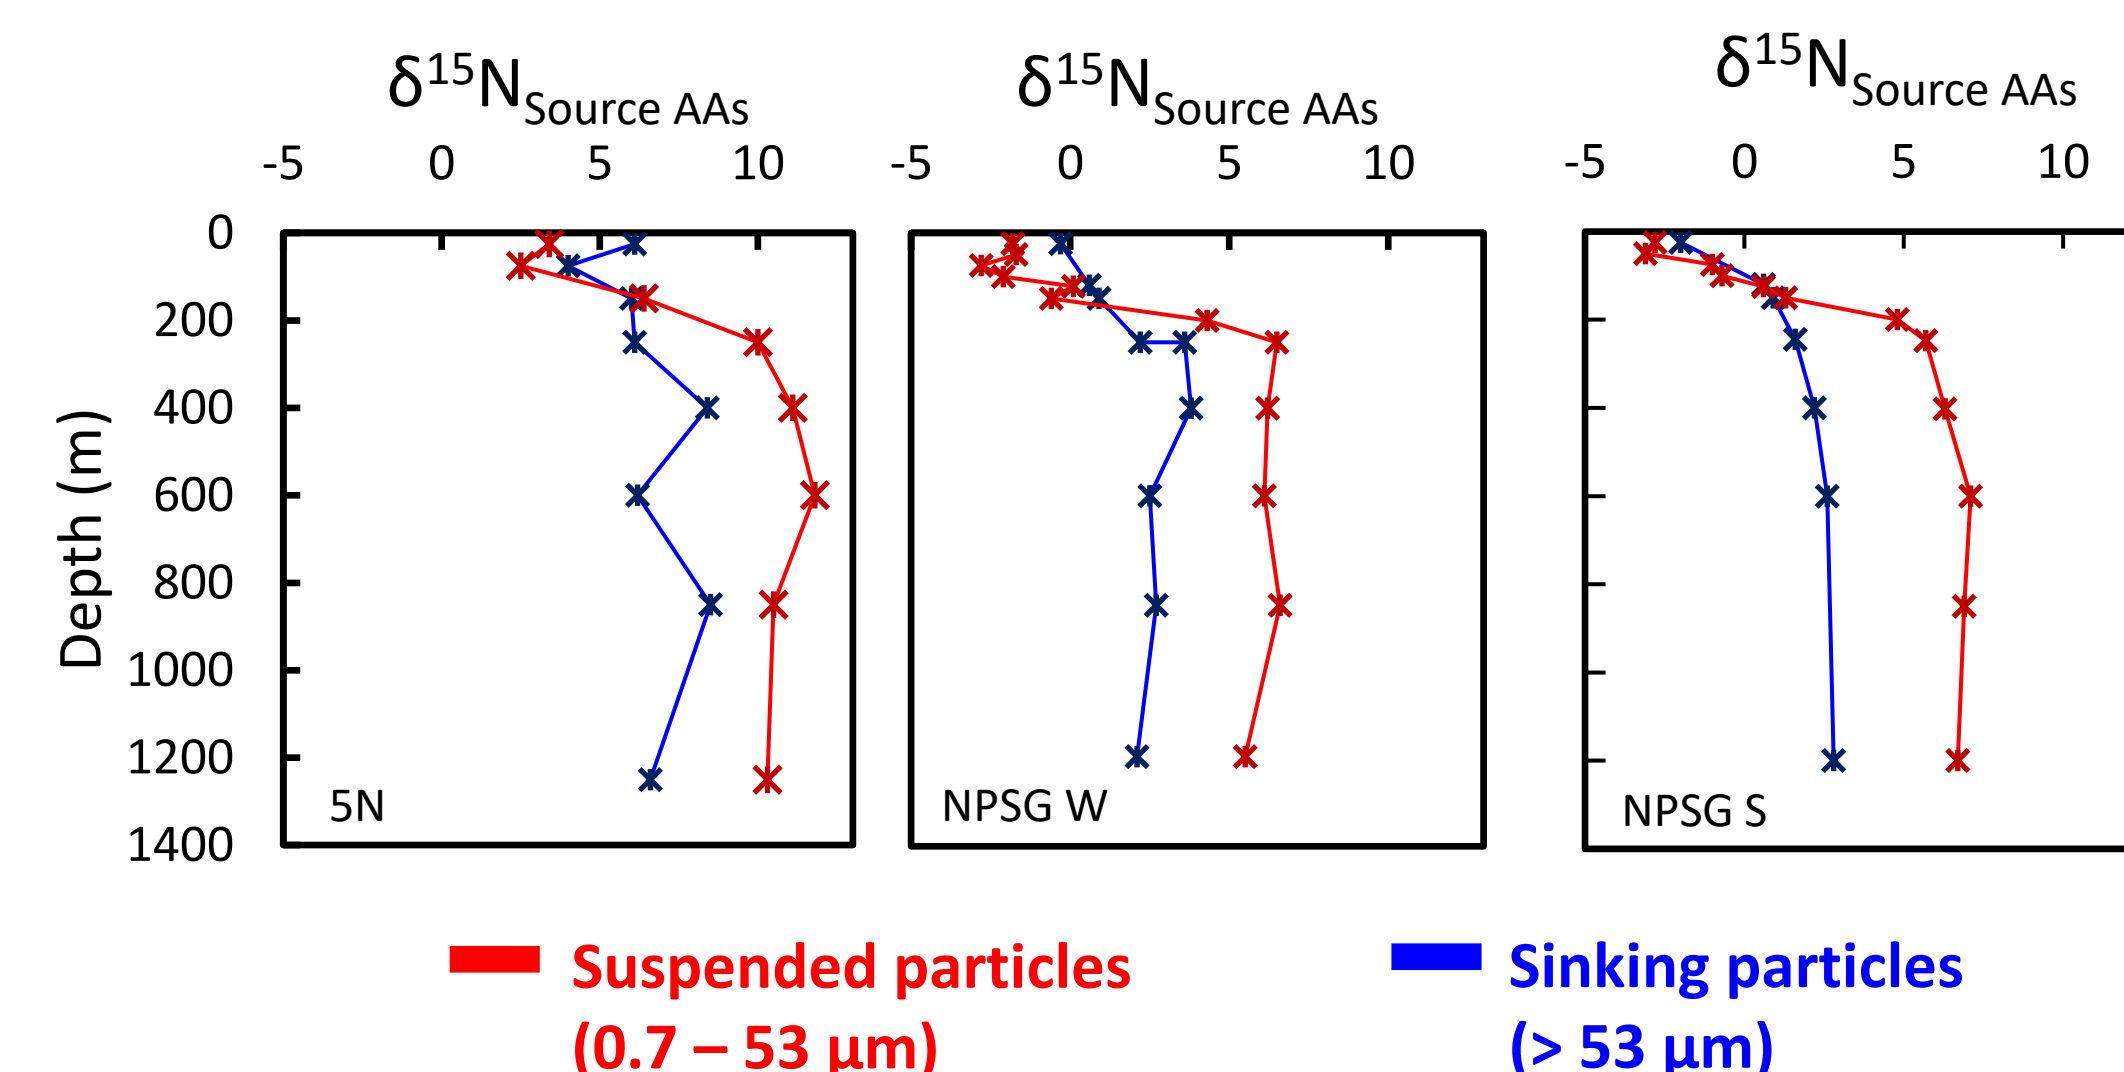 δ15NSource AAs
δ15NSource AAs
δ15NSource AAs
-5 0 5 10
-5 0 5 10
-5 0 5 10
Depth (m)
0
200
400
600
800
1000
1200
1400
5N
NPSG W
NPSG S
Suspended particles
(0.7 – 53 μm)
Sinking particles
(> 53 μm)